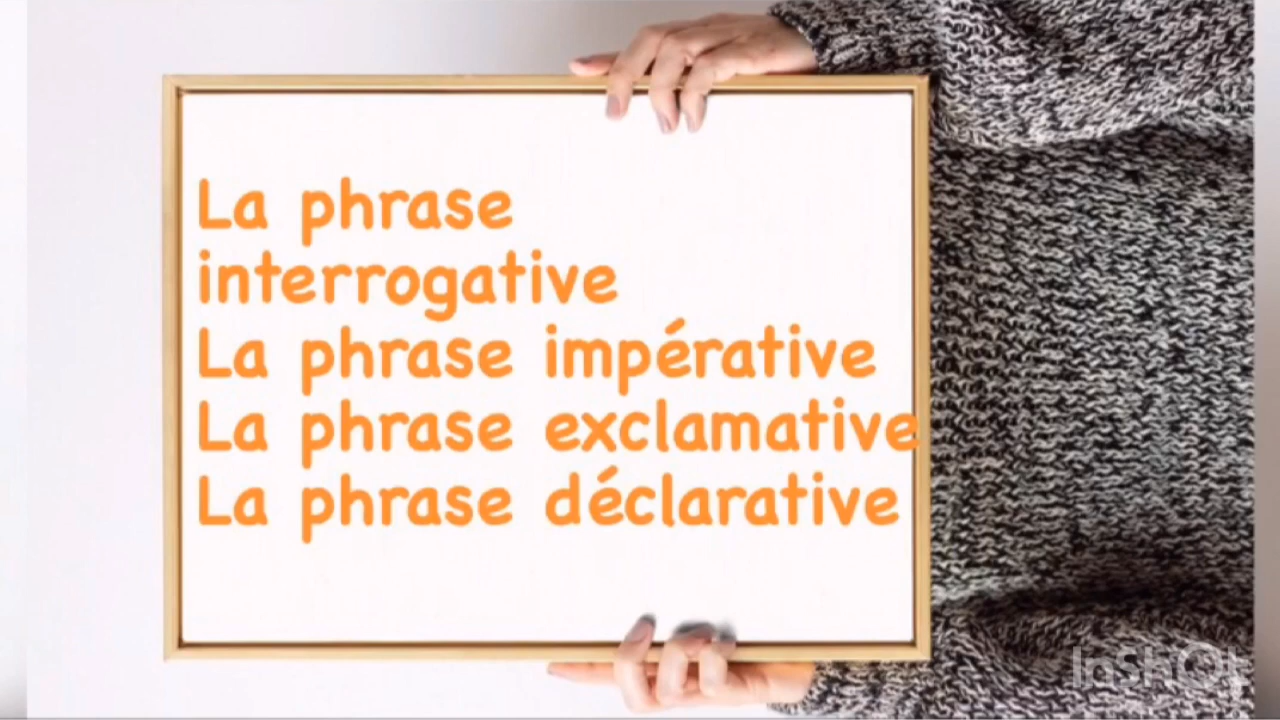 La phrase
interrogative
La phrase impérative
La phrase exclamative
La phrase déclarative
InShOt